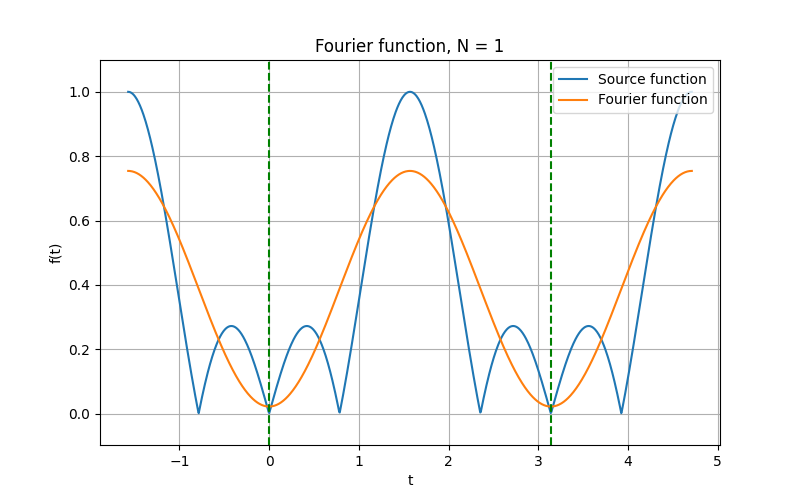 Fourier function, N = 1
Source function
Fourier function
f(t)
1.0
0.8
0.6
0.4
0.2
0.0
−1 0 1 2 3 4 5
t